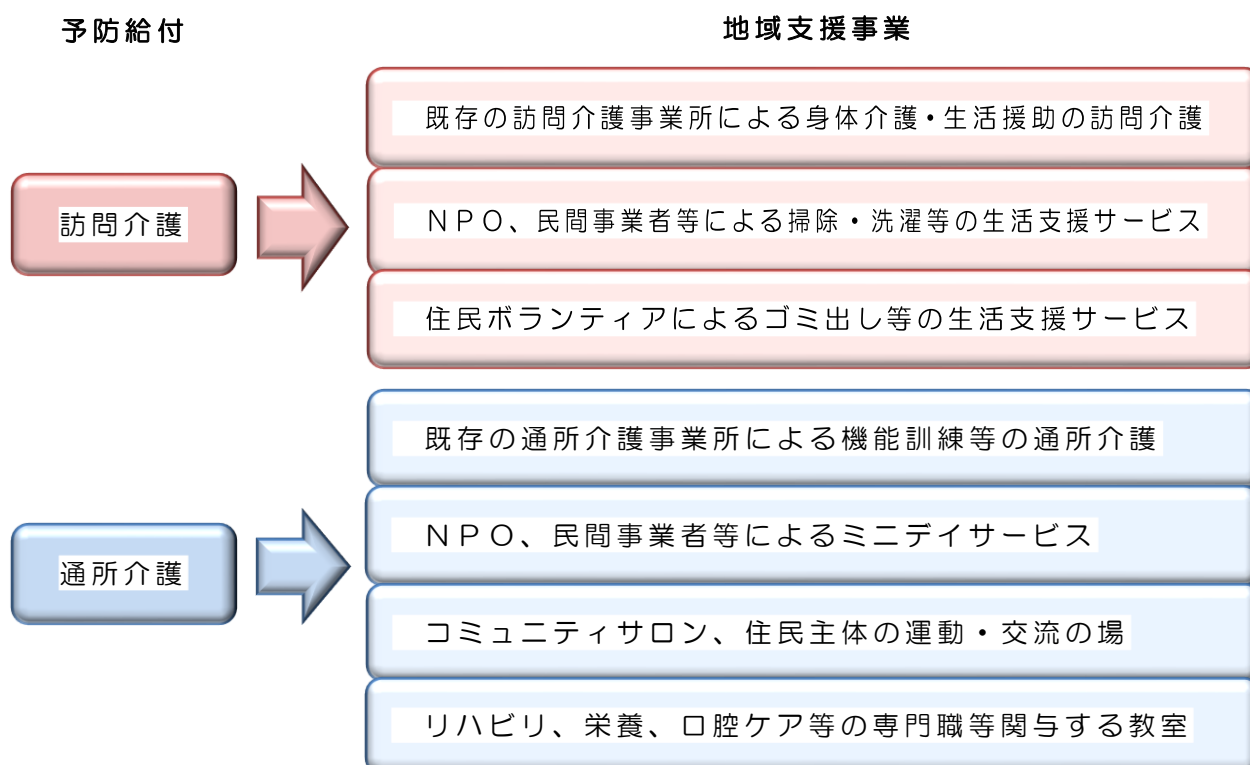 予防給付
地域支援事業
訪問介護
既存の訪問介護事業所による身体介護・生活援助の訪問介護
ＮＰＯ、民間事業者等による掃除・洗濯等の生活支援サービス
住民ボランティアによるゴミ出し等の生活支援サービス
通所介護
既存の通所介護事業所による機能訓練等の通所介護
ＮＰＯ、民間事業者等によるミニデイサービス
コミュニティサロン、住民主体の運動・交流の場
リハビリ、栄養、口腔ケア等の専門職等関与する教室